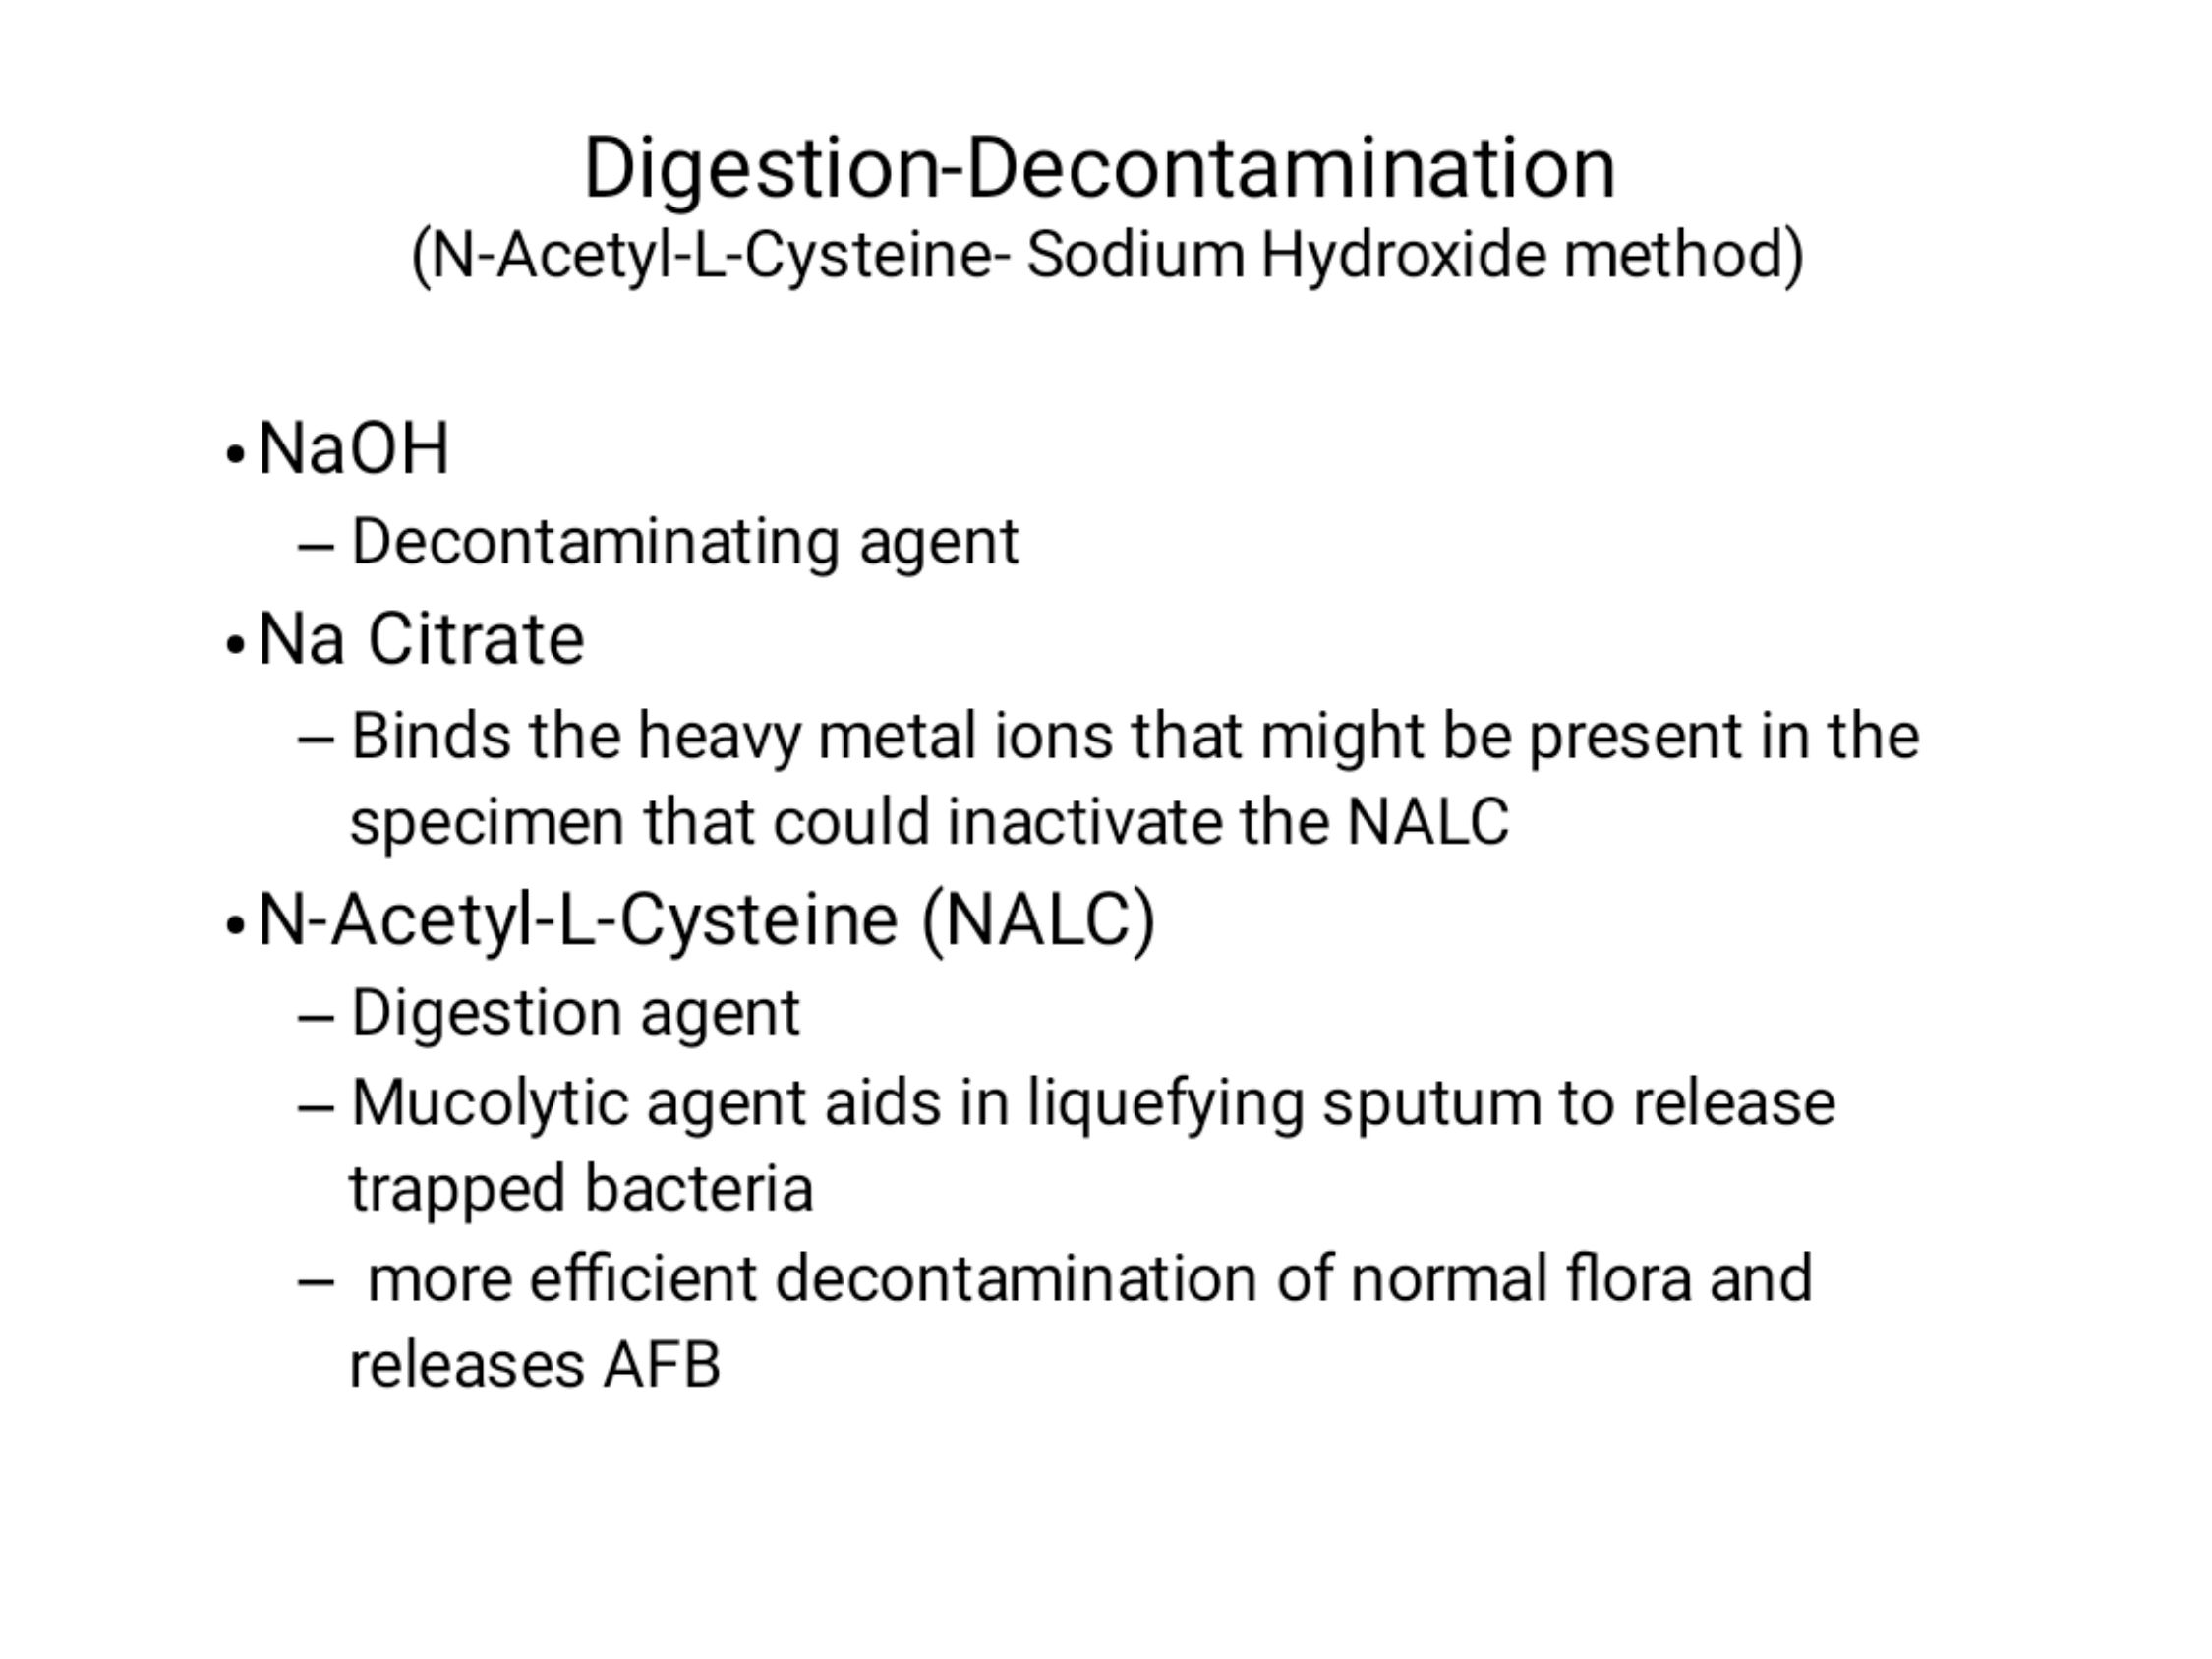 Digestion-Decontamination
(N-Acetyl-L-Cysteine- Sodium Hydroxide method)
• NaOH
– Decontaminating agent
• Na Citrate
– Binds the heavy metal ions that might be present in the
specimen that could inactivate the NALC
• N-Acetyl-L-Cysteine (NALC)
– Digestion agent
– Mucolytic agent aids in liquefying sputum to release
trapped bacteria
– more efficient decontamination of normal flora and
releases AFB